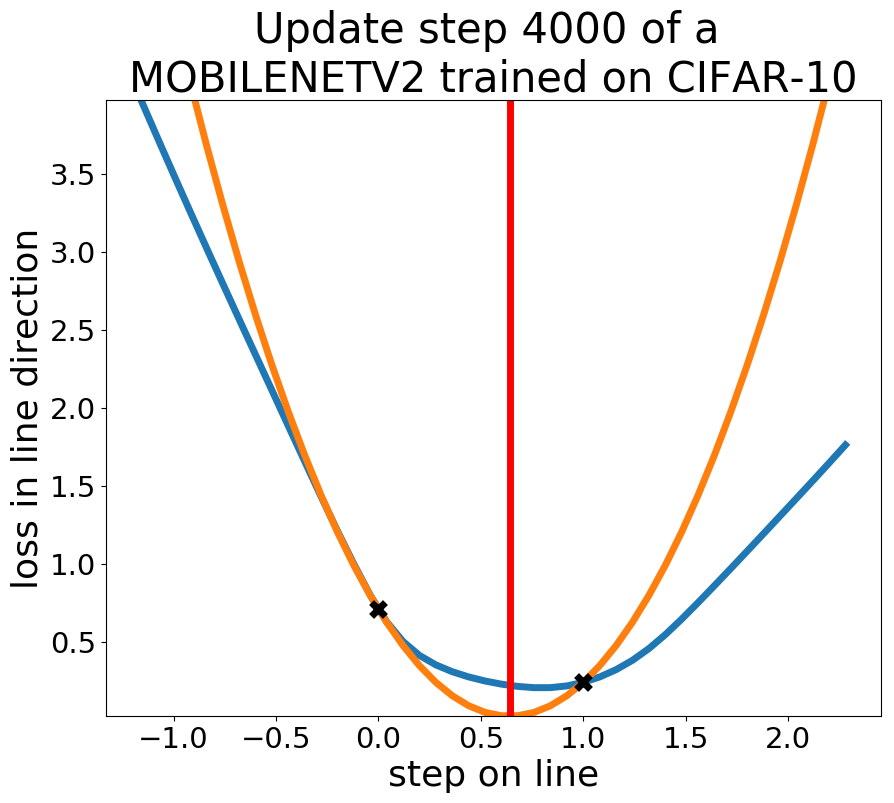 Update step 4000 of a
MOBILENETV2 trained on CIFAR-10
loss in line direction
3.5
3.0
2.5
2.0
1.5
1.0
0.5
−1.0 −0.5 0.0 0.5 1.0 1.5 2.0
step on line